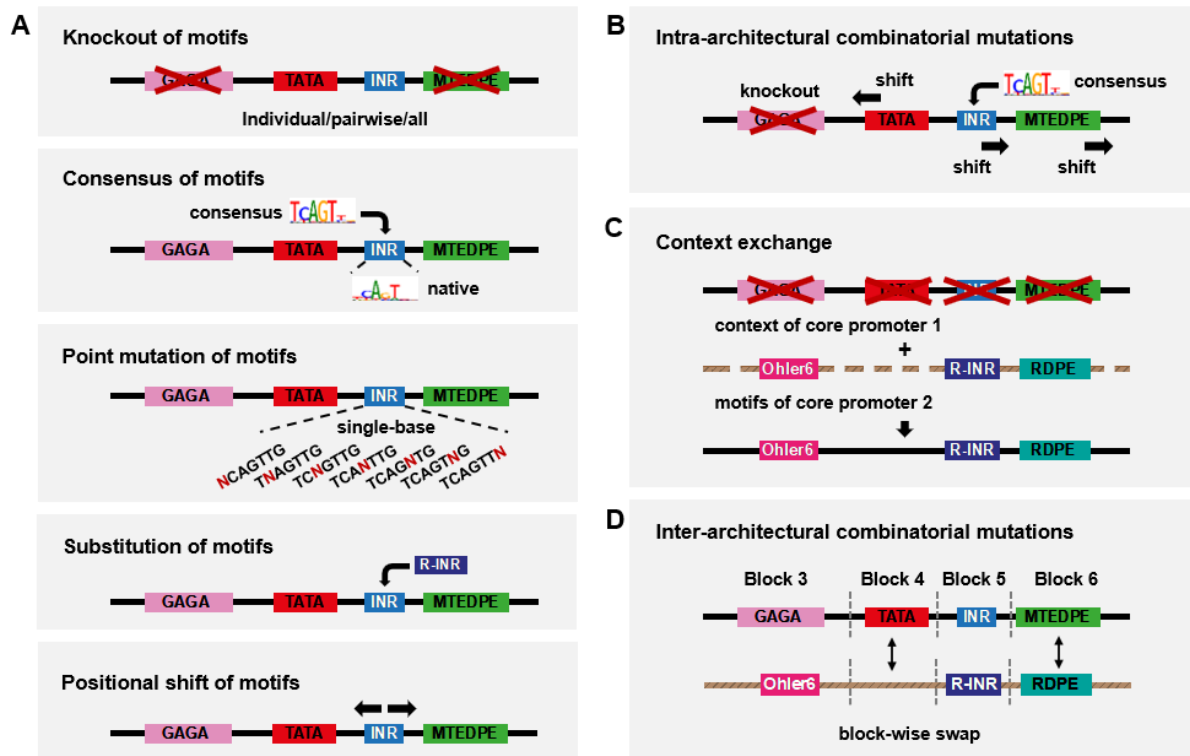 A
Knockout of motifs
GAGA TATA INR MTEDPE
Individual/pairwise/all
Consensus of motifs
consensus TCAGT
GAGA TATA INR MTEDPE
CAGT native
Point mutation of motifs
GAGA TATA INR MTEDPE
single-base
NCAGTTG
TNAGTTG
TCNGTTG
TCANTTG
TCAGNTG
TCAGTNG
TCAGTTN
Substitution of motifs
R-INR
GAGA TATA INR MTEDPE
Positional shift of motifs
GAGA TATA INR MTEDPE
B
Intra-architectural combinatorial mutations
knockout shift TCAGT consensus
GAGA TATA INR MTEDPE
shift shift
C
Context exchange
GAGA TATA INR MTEDPE
context of core promoter 1
+
Ohler6 R-INR RDPE
motifs of core promoter 2
Ohler6 R-INR RDPE
D
Inter-architectural combinatorial mutations
Block 3 Block 4 Block 5 Block 6
GAGA TATA INR MTEDPE
Ohler6 R-INR RDPE
block-wise swap